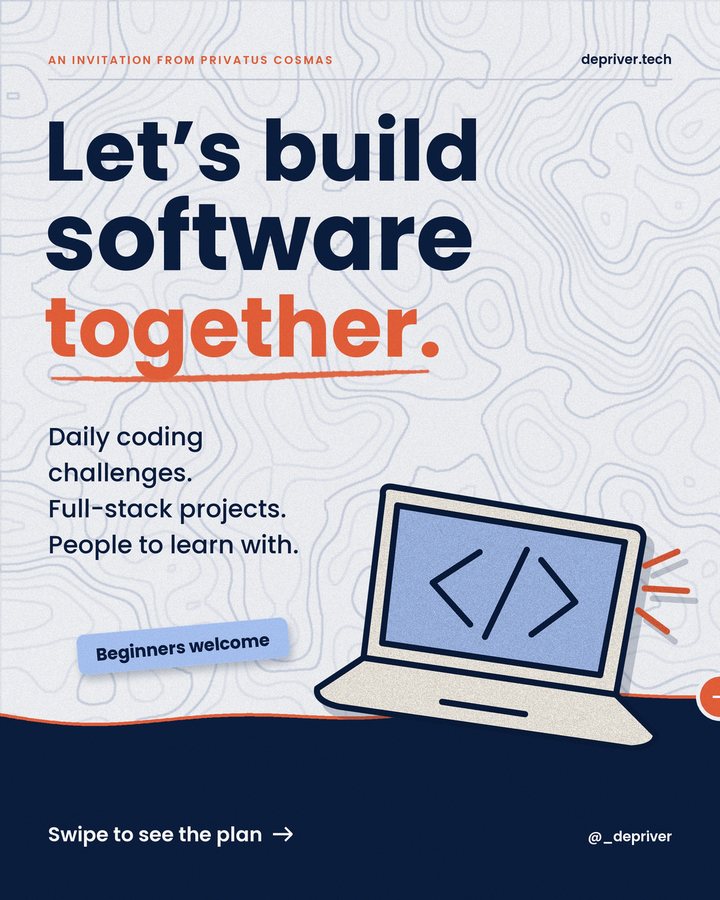 AN INVITATION FROM PRIVATUS COSMAS
depriver.tech
Let’s build
software
together.
Daily coding
challenges.
Full-stack projects.
People to learn with.
</>
Beginners welcome
Swipe to see the plan →
@_depriver